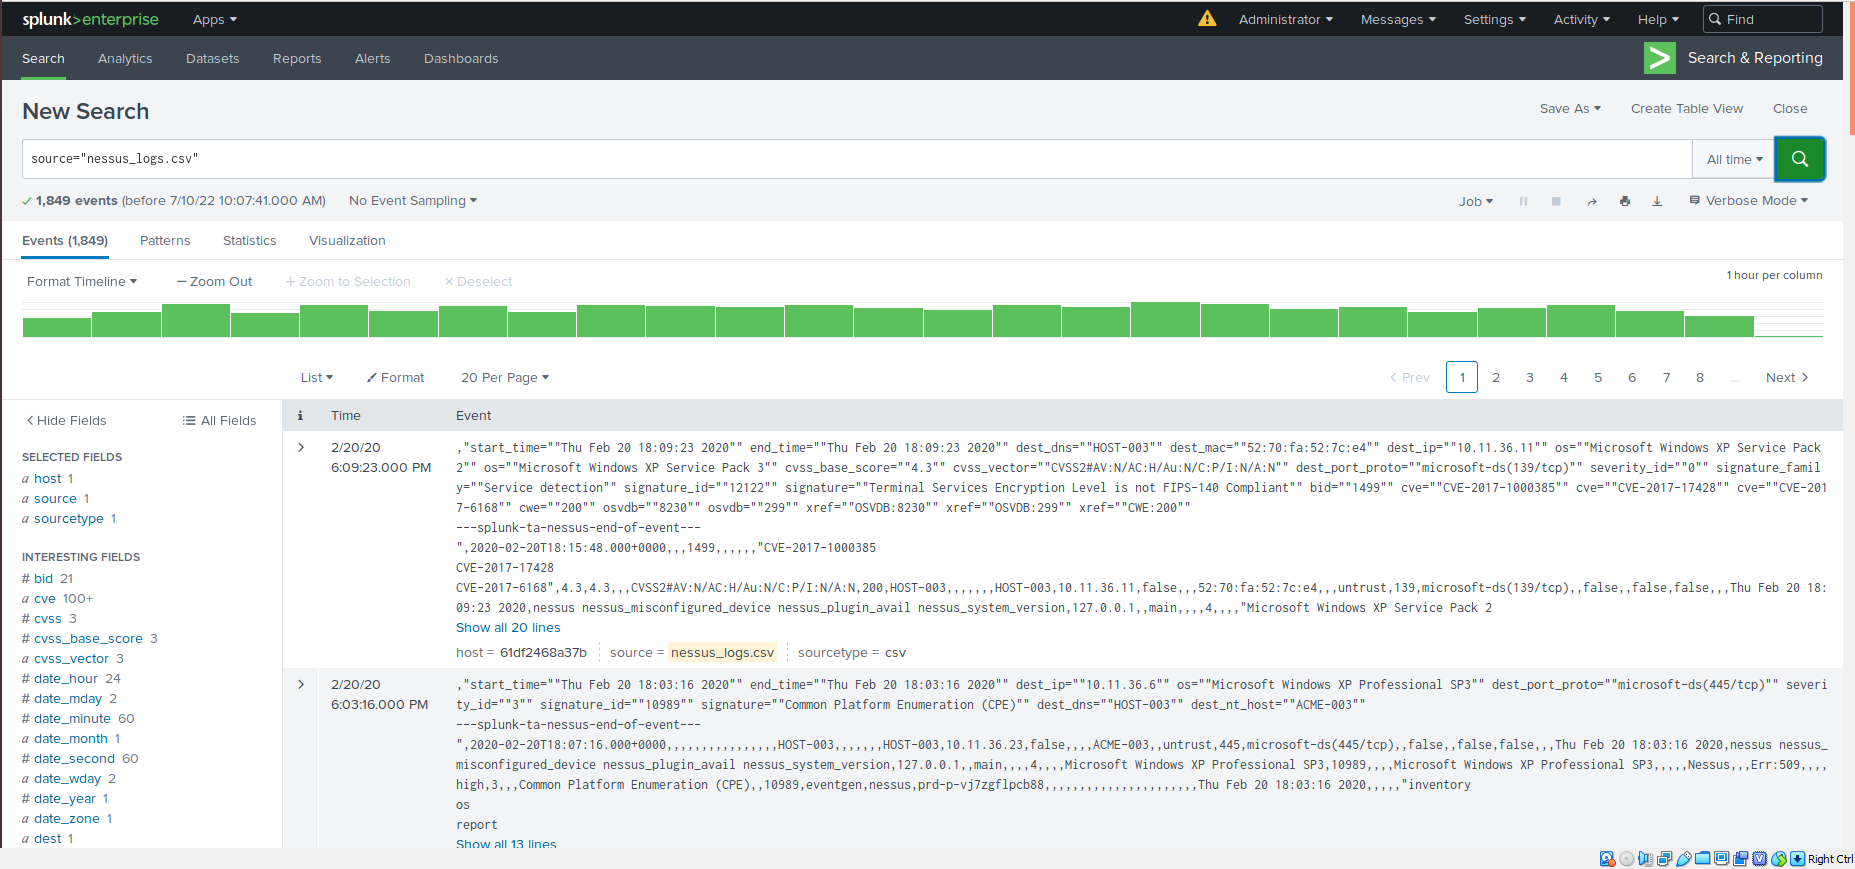 splunk>enterprise Apps Administrator Messages Settings Activity Help Find
Search Analytics Datasets Reports Alerts Dashboards Search & Reporting
New Search Save As Create Table View Close
source="nessus_logs.csv" All time
1,849 events (before 7/10/22 10:07:41.000 AM) No Event Sampling Job Verbose Mode
Events (1,849) Patterns Statistics Visualization
Format Timeline — Zoom Out + Zoom to Selection × Deselect 1 hour per column
List Format 20 Per Page < Prev 1 2 3 4 5 6 7 8 ... Next >
< Hide Fields All Fields i Time Event
SELECTED FIELDS
a host 1
a source 1
a sourcetype 1
INTERESTING FIELDS
# bid 21
a cve 100+
# cvss 3
# cvss_base_score 3
a cvss_vector 3
# date_hour 24
# date_mday 2
# date_minute 60
a date_month 1
# date_second 60
a date_wday 2
# date_year 1
a date_zone 1
a dest 1
> 2/20/20
6:09:23.000 PM
,"start_time=""Thu Feb 20 18:09:23 2020"" end_time=""Thu Feb 20 18:09:23 2020"" dest_dns=""HOST-003"" dest_mac=""52:70:fa:52:7c:e4"" dest_ip=""10.11.36.11"" os=""Microsoft Windows XP Service Pack
2"" os=""Microsoft Windows XP Service Pack 3"" cvss_base_score=""4.3"" cvss_vector=""CVSS2#AV:N/AC:H/Au:N/C:P/I:N/A:N"" dest_port_proto=""microsoft-ds(139/tcp)"" severity_id=""0"" signature_famil
y=""Service detection"" signature_id=""12122"" signature=""Terminal Services Encryption Level is not FIPS-140 Compliant"" bid=""1499"" cve=""CVE-2017-1000385"" cve=""CVE-2017-17428"" cve=""CVE-201
7-6168"" cwe=""200"" osvdb=""8230"" osvdb=""299"" xref=""OSVDB:8230"" xref=""OSVDB:299"" xref=""CWE:200""
---splunk-ta-nessus-end-of-event---
",2020-02-20T18:15:48.000+0000,,,1499,,,,,,"CVE-2017-1000385
CVE-2017-17428
CVE-2017-6168",4.3,4.3,,,CVSS2#AV:N/AC:H/Au:N/C:P/I:N/A:N,200,HOST-003,,,,,,,HOST-003,10.11.36.11,false,,,52:70:fa:52:7c:e4,,,untrust,139,microsoft-ds(139/tcp),,false,,false,false,,,Thu Feb 20 18:
09:23 2020,nessus nessus_misconfigured_device nessus_plugin_avail nessus_system_version,127.0.0.1,,main,,,,4,,,,"Microsoft Windows XP Service Pack 2
Show all 20 lines
host = 61df2468a37b source = nessus_logs.csv sourcetype = csv
> 2/20/20
6:03:16.000 PM
,"start_time=""Thu Feb 20 18:03:16 2020"" end_time=""Thu Feb 20 18:03:16 2020"" dest_ip=""10.11.36.6"" os=""Microsoft Windows XP Professional SP3"" dest_port_proto=""microsoft-ds(445/tcp)"" severi
ty_id=""3"" signature_id=""10989"" signature=""Common Platform Enumeration (CPE)"" dest_dns=""HOST-003"" dest_nt_host=""ACME-003""
---splunk-ta-nessus-end-of-event---
",2020-02-20T18:07:16.000+0000,,,,,,,,,,,,,,,,HOST-003,,,,,,,HOST-003,10.11.36.23,false,,,,ACME-003,,untrust,445,microsoft-ds(445/tcp),,false,,false,false,,,Thu Feb 20 18:03:16 2020,nessus nessus_
misconfigured_device nessus_plugin_avail nessus_system_version,127.0.0.1,,main,,,,4,,,,Microsoft Windows XP Professional SP3,10989,,,,Microsoft Windows XP Professional SP3,,,,,Nessus,,,Err:509,,,,
high,3,,,Common Platform Enumeration (CPE),,10989,eventgen,nessus,prd-p-vj7zgflpcb88,,,,,,,,,,,,,,,,,,,,,,Thu Feb 20 18:03:16 2020,,,,,"inventory
os
report
Show all 13 lines
Right Ctrl